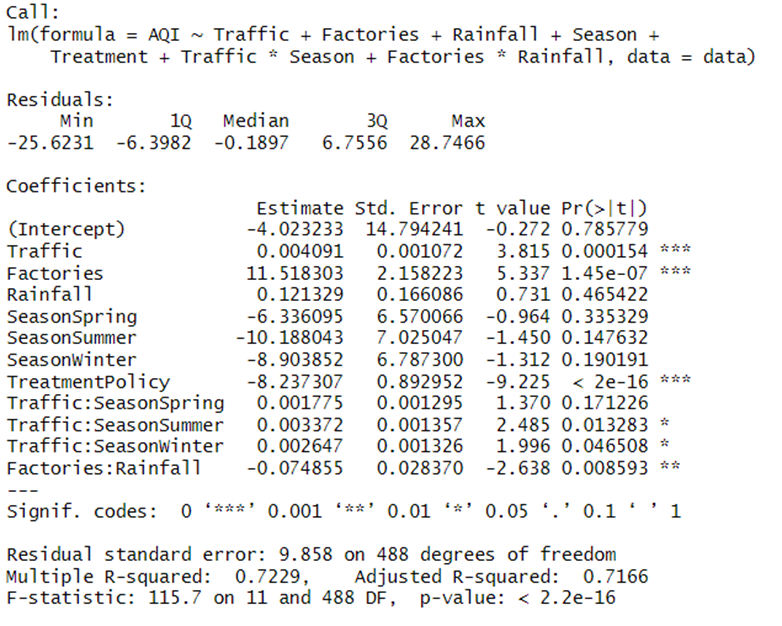 Call:
lm(formula = AQI ~ Traffic + Factories + Rainfall + Season +
    Treatment + Traffic * Season + Factories * Rainfall, data = data)

Residuals:
     Min       1Q   Median       3Q      Max
-25.6231  -6.3982  -0.1897   6.7556  28.7466

Coefficients:
                       Estimate Std. Error t value Pr(>|t|)
(Intercept)           -4.023233  14.794241  -0.272 0.785779
Traffic                0.004091   0.001072   3.815 0.000154 ***
Factories             11.518303   2.158223   5.337 1.45e-07 ***
Rainfall               0.121329   0.166086   0.731 0.465422
SeasonSpring          -6.336095   6.570066  -0.964 0.335329
SeasonSummer         -10.188043   7.025047  -1.450 0.147632
SeasonWinter          -8.903852   6.787300  -1.312 0.190191
TreatmentPolicy       -8.237307   0.892952  -9.225  < 2e-16 ***
Traffic:SeasonSpring   0.001775   0.001295   1.370 0.171226
Traffic:SeasonSummer   0.003372   0.001357   2.485 0.013283 *
Traffic:SeasonWinter   0.002647   0.001326   1.996 0.046508 *
Factories:Rainfall    -0.074855   0.028370  -2.638 0.008593 **
---
Signif. codes:  0 ‘***’ 0.001 ‘**’ 0.01 ‘*’ 0.05 ‘.’ 0.1 ‘ ’ 1

Residual standard error: 9.858 on 488 degrees of freedom
Multiple R-squared:  0.7229,    Adjusted R-squared:  0.7166
F-statistic: 115.7 on 11 and 488 DF,  p-value: < 2.2e-16